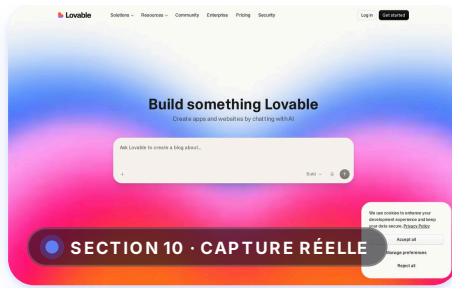 Lovable
Solutions Resources Community Enterprise Pricing Security
Log in
Get started
Build something Lovable
Create apps and websites by chatting with AI
Ask Lovable to create a blog about...
Build
We use cookies to enhance your
development experience and keep
your data secure. Privacy Policy
Accept all
Manage preferences
Reject all
SECTION 10 · CAPTURE RÉELLE